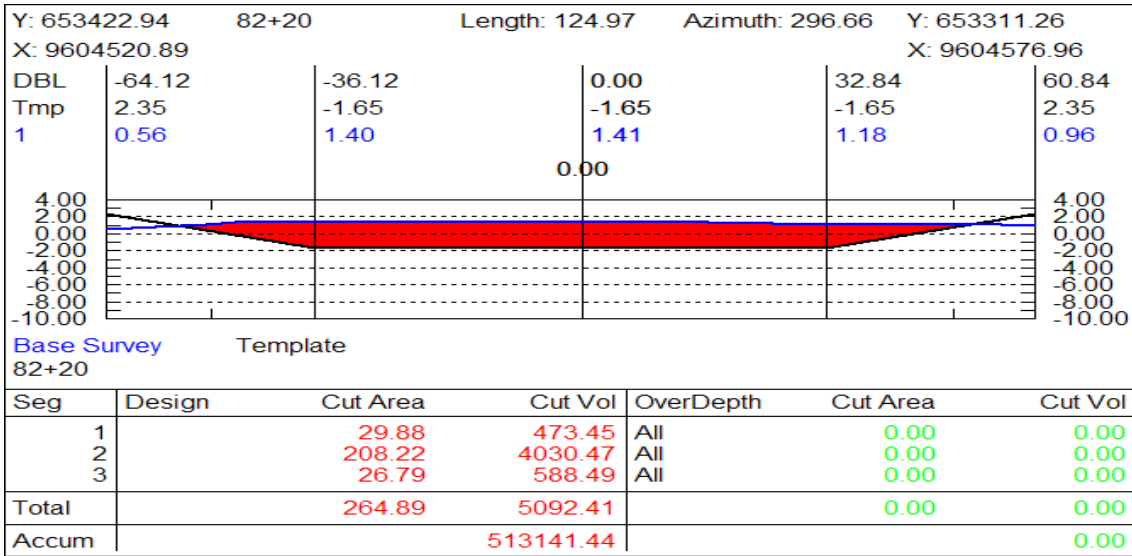 Y: 653422.94 82+20 Length: 124.97 Azimuth: 296.66 Y: 653311.26
X: 9604520.89 X: 9604576.96
DBL -64.12 -36.12 0.00 32.84 60.84
Tmp 2.35 -1.65 -1.65 -1.65 2.35
1 0.56 1.40 1.41 1.18 0.96
0.00
4.00 4.00
2.00 2.00
0.00 0.00
-2.00 -2.00
-4.00 -4.00
-6.00 -6.00
-8.00 -8.00
-10.00 -10.00
Base Survey Template
82+20
Seg Design Cut Area Cut Vol OverDepth Cut Area Cut Vol
1 29.88 473.45 All 0.00 0.00
2 208.22 4030.47 All 0.00 0.00
3 26.79 588.49 All 0.00 0.00
Total 264.89 5092.41 0.00 0.00
Accum 513141.44 0.00